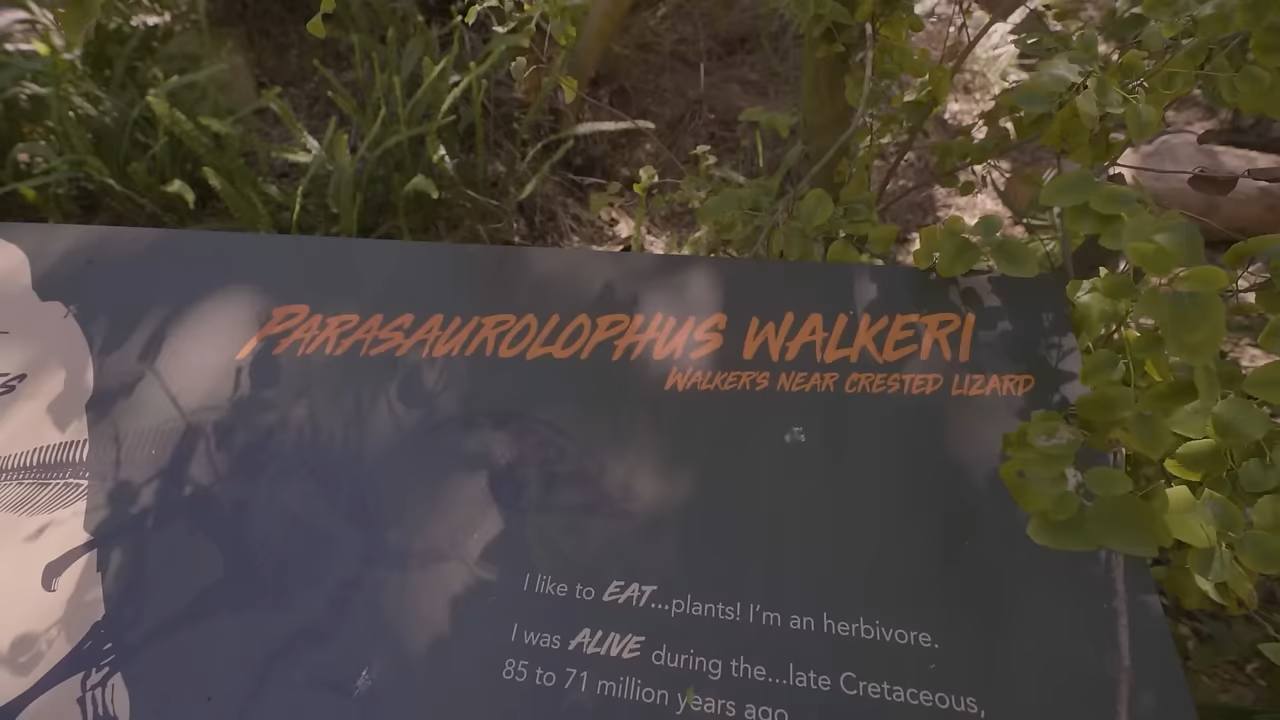 PARASAUROLOPHUS WALKERI
WALKER'S NEAR CRESTED LIZARD
I like to EAT...plants! I'm an herbivore.
I was ALIVE during the...late Cretaceous,
85 to 71 million years ago